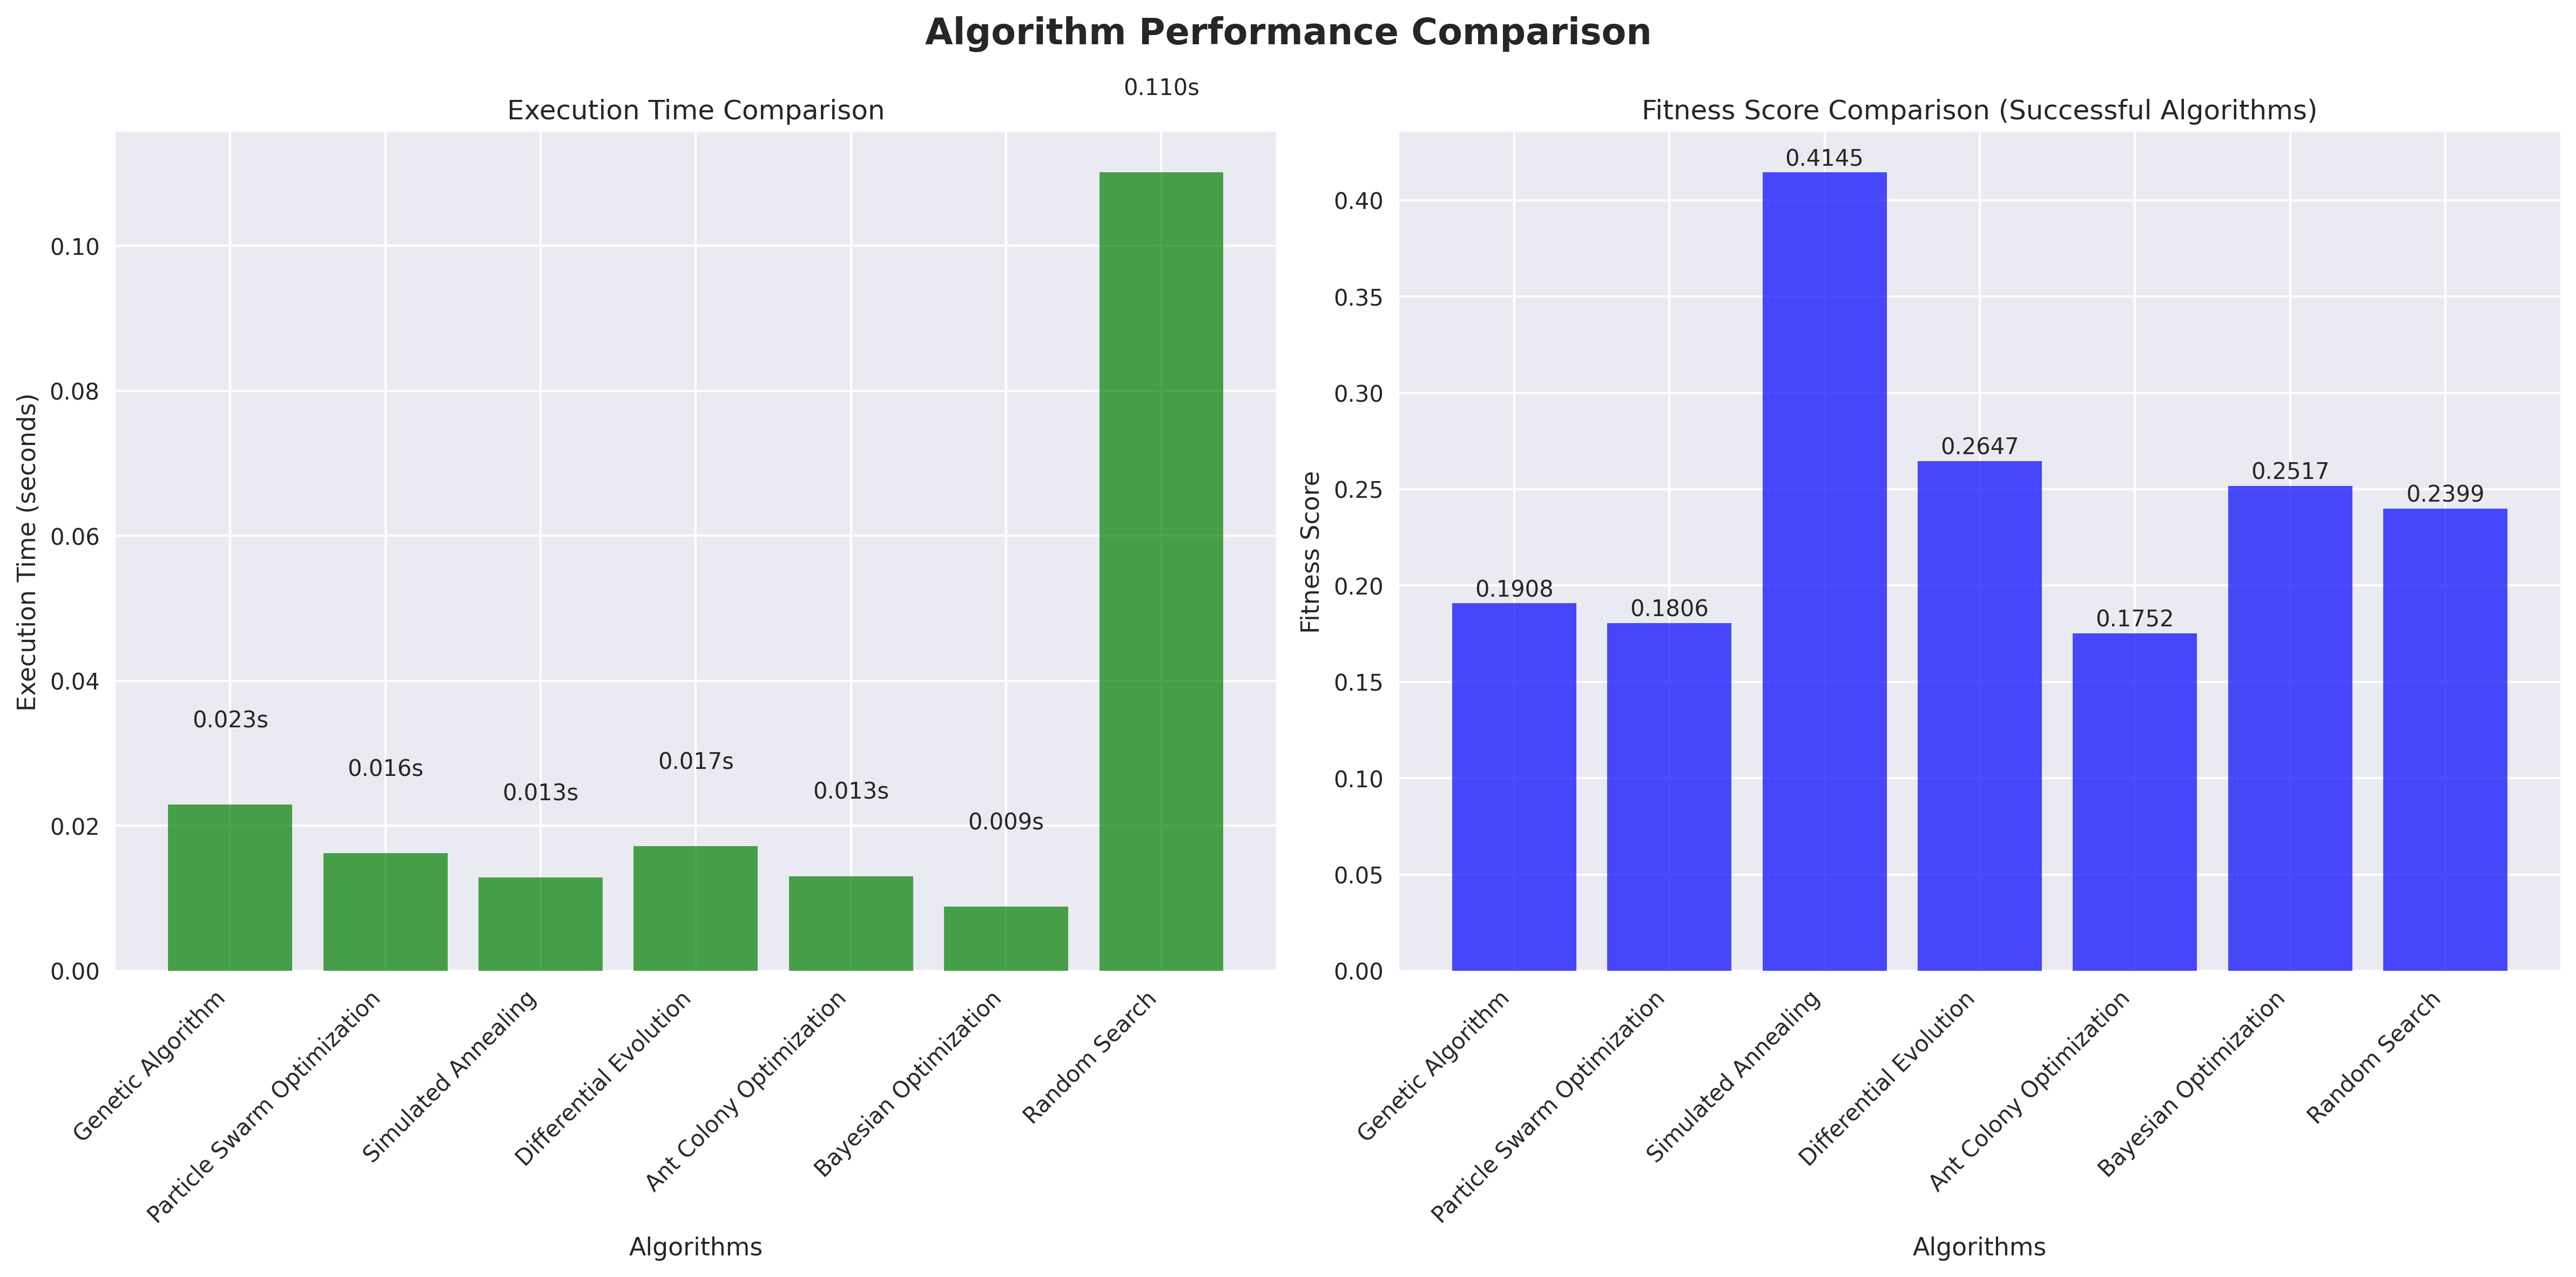 Algorithm Performance Comparison
Execution Time Comparison
0.110s
0.10
0.08
0.06
0.04
0.02
0.00
Execution Time (seconds)
0.023s
0.016s
0.013s
0.017s
0.013s
0.009s
Genetic Algorithm
Particle Swarm Optimization
Simulated Annealing
Differential Evolution
Ant Colony Optimization
Bayesian Optimization
Random Search
Algorithms
Fitness Score Comparison (Successful Algorithms)
0.40
0.35
0.30
0.25
0.20
0.15
0.10
0.05
0.00
Fitness Score
0.1908
0.1806
0.4145
0.2647
0.1752
0.2517
0.2399
Genetic Algorithm
Particle Swarm Optimization
Simulated Annealing
Differential Evolution
Ant Colony Optimization
Bayesian Optimization
Random Search
Algorithms